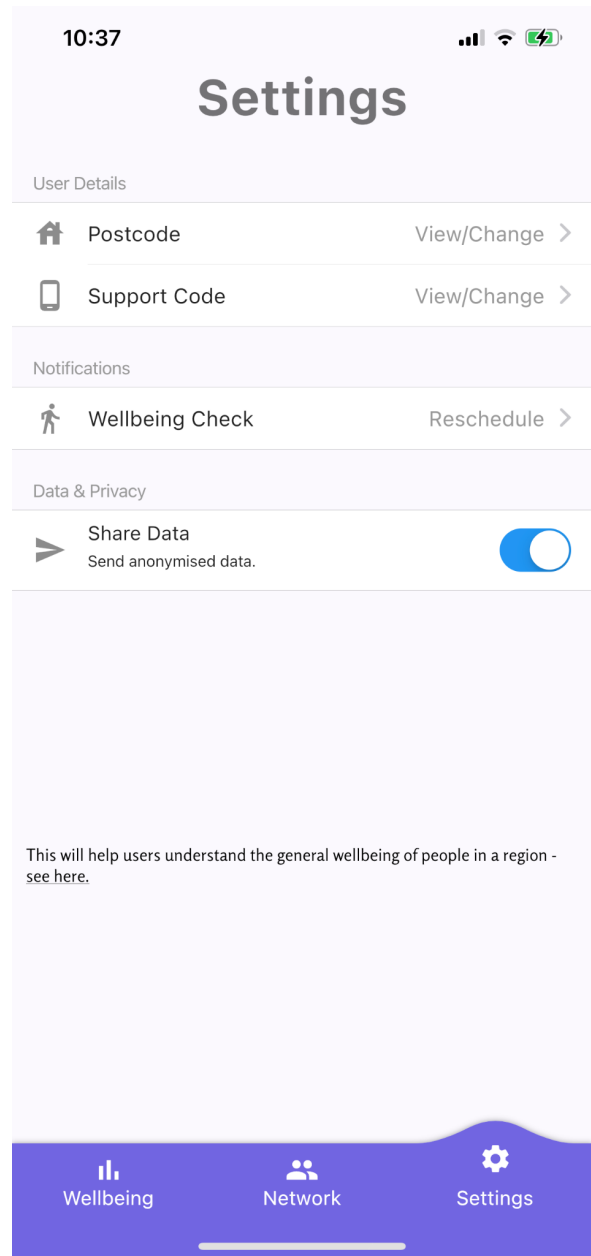 10:37
Settings
User Details
Postcode View/Change
Support Code View/Change
Notifications
Wellbeing Check Reschedule
Data & Privacy
Share Data
Send anonymised data.
This will help users understand the general wellbeing of people in a region -
see here.
Wellbeing Network Settings